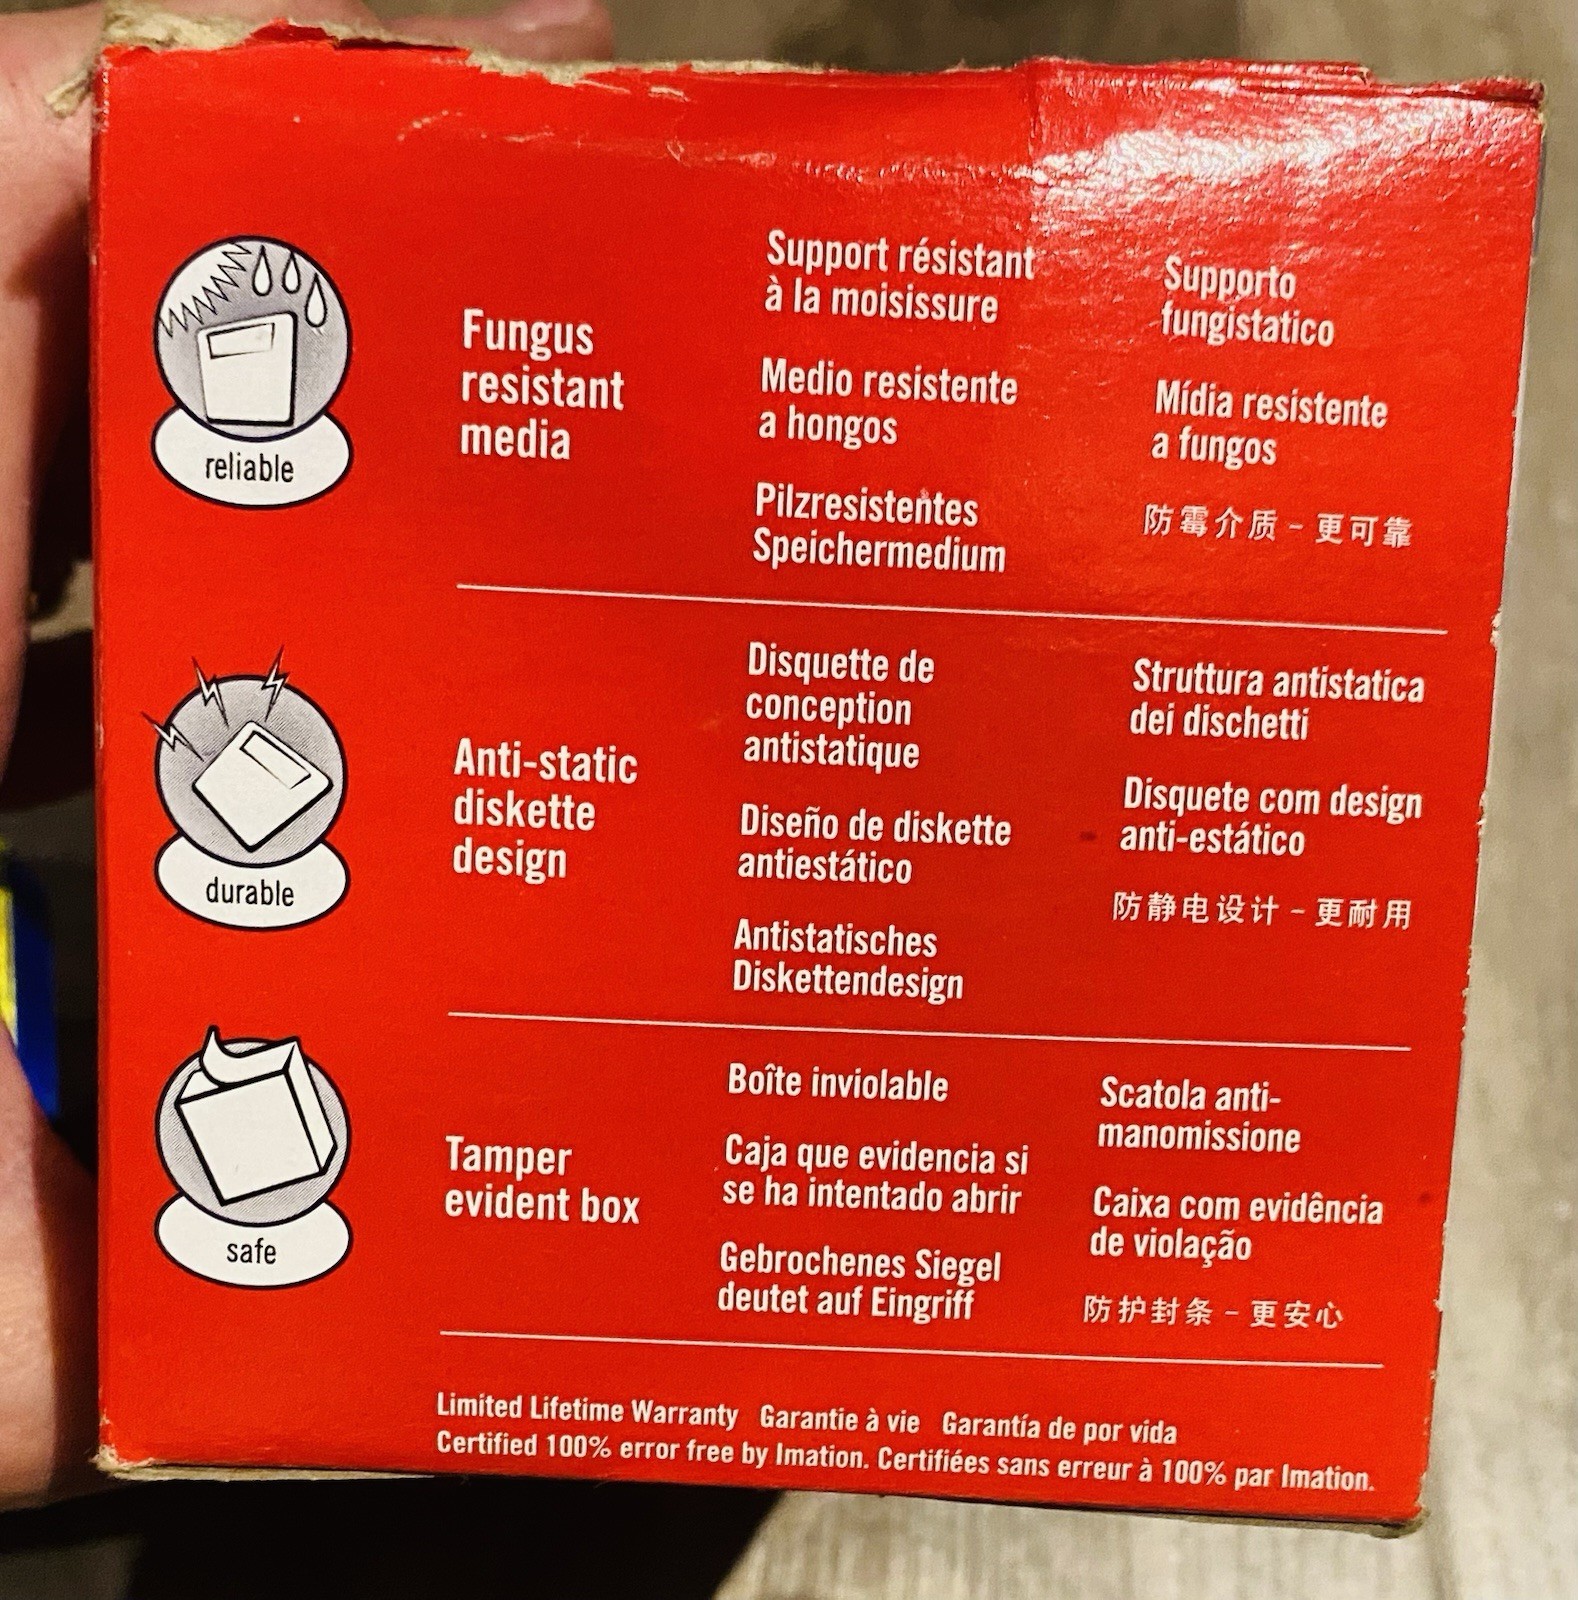 reliable
Fungus
resistant
media
Support résistant
à la moisissure
Medio resistente
a hongos
Pilzresistentes
Speichermedium
Supporto
fungistatico
Mídia resistente
a fungos
防霉介质 - 更可靠
durable
Anti-static
diskette
design
Disquette de
conception
antistatique
Diseño de diskette
antiestático
Antistatisches
Diskettendesign
Struttura antistatica
dei dischetti
Disquete com design
anti-estático
防静电设计 - 更耐用
safe
Tamper
evident box
Boîte inviolable
Caja que evidencia si
se ha intentado abrir
Gebrochenes Siegel
deutet auf Eingriff
Scatola anti-
manomissione
Caixa com evidência
de violação
防护封条 - 更安心
Limited Lifetime Warranty Garantie à vie Garantía de por vida
Certified 100% error free by Imation. Certifiées sans erreur à 100% par Imation.